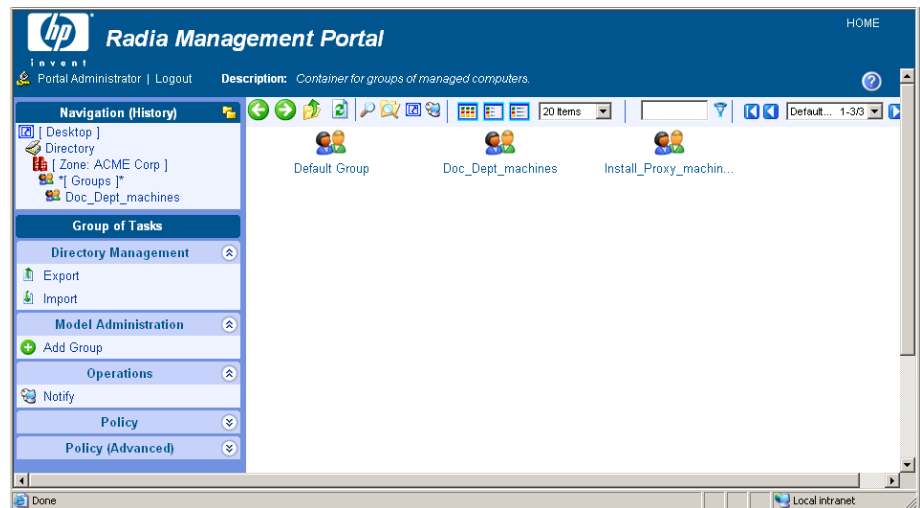 hp
invent
Radia Management Portal
HOME
Portal Administrator | Logout
Description: Container for groups of managed computers.
Navigation (History)
[ Desktop ]
Directory
[ Zone: ACME Corp ]
*[ Groups ]*
Doc_Dept_machines
20 Items
Default... 1-3/3
Default Group
Doc_Dept_machines
Install_Proxy_machin...
Group of Tasks
Directory Management
Export
Import
Model Administration
Add Group
Operations
Notify
Policy
Policy (Advanced)
Done
Local intranet